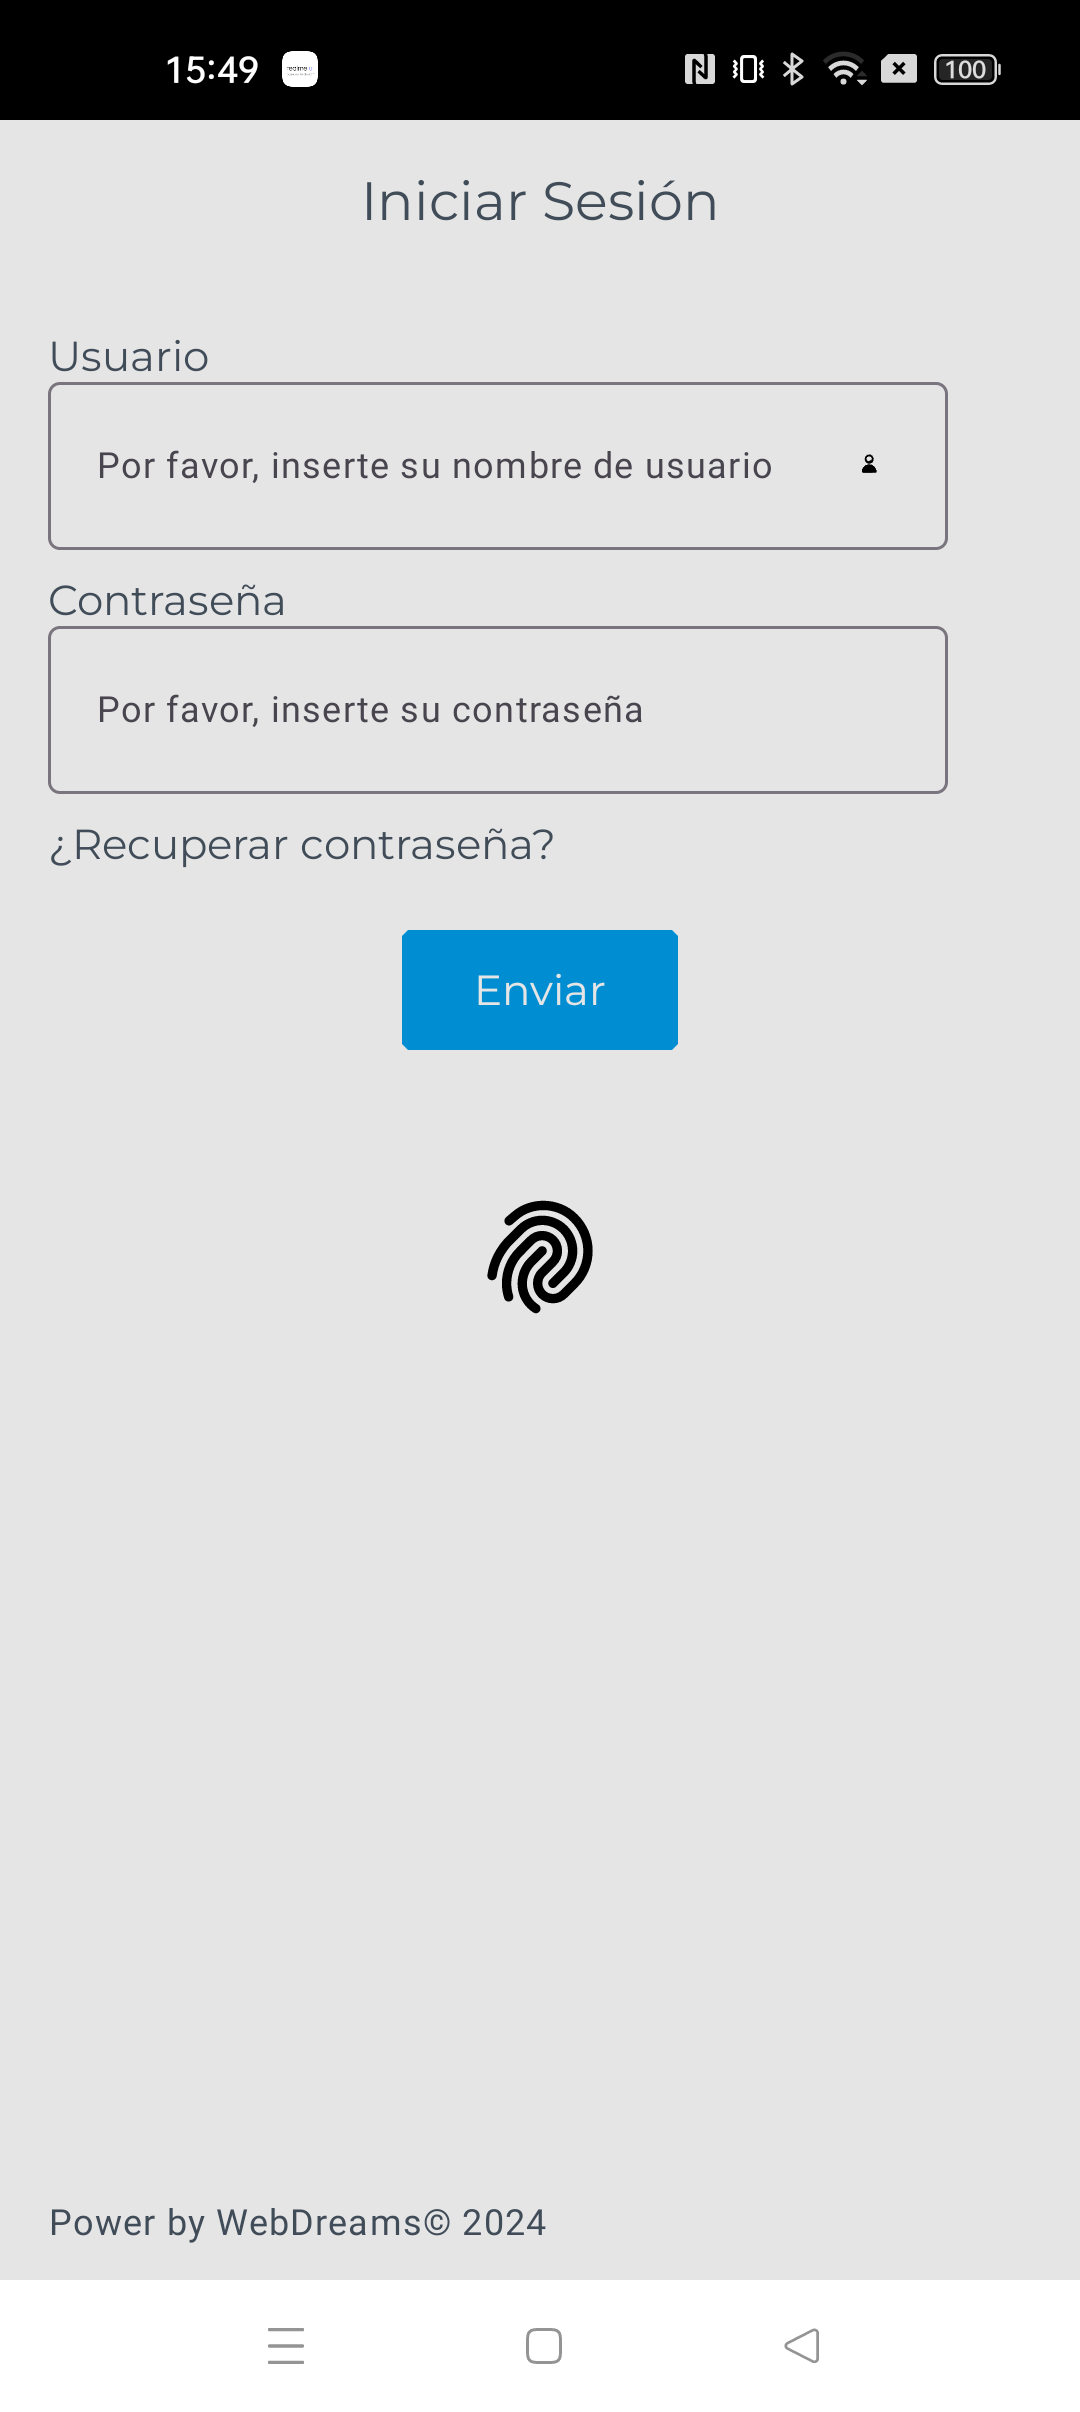 15:49
100
Iniciar Sesión
Usuario
Por favor, inserte su nombre de usuario
Contraseña
Por favor, inserte su contraseña
¿Recuperar contraseña?
Enviar
Power by WebDreams© 2024